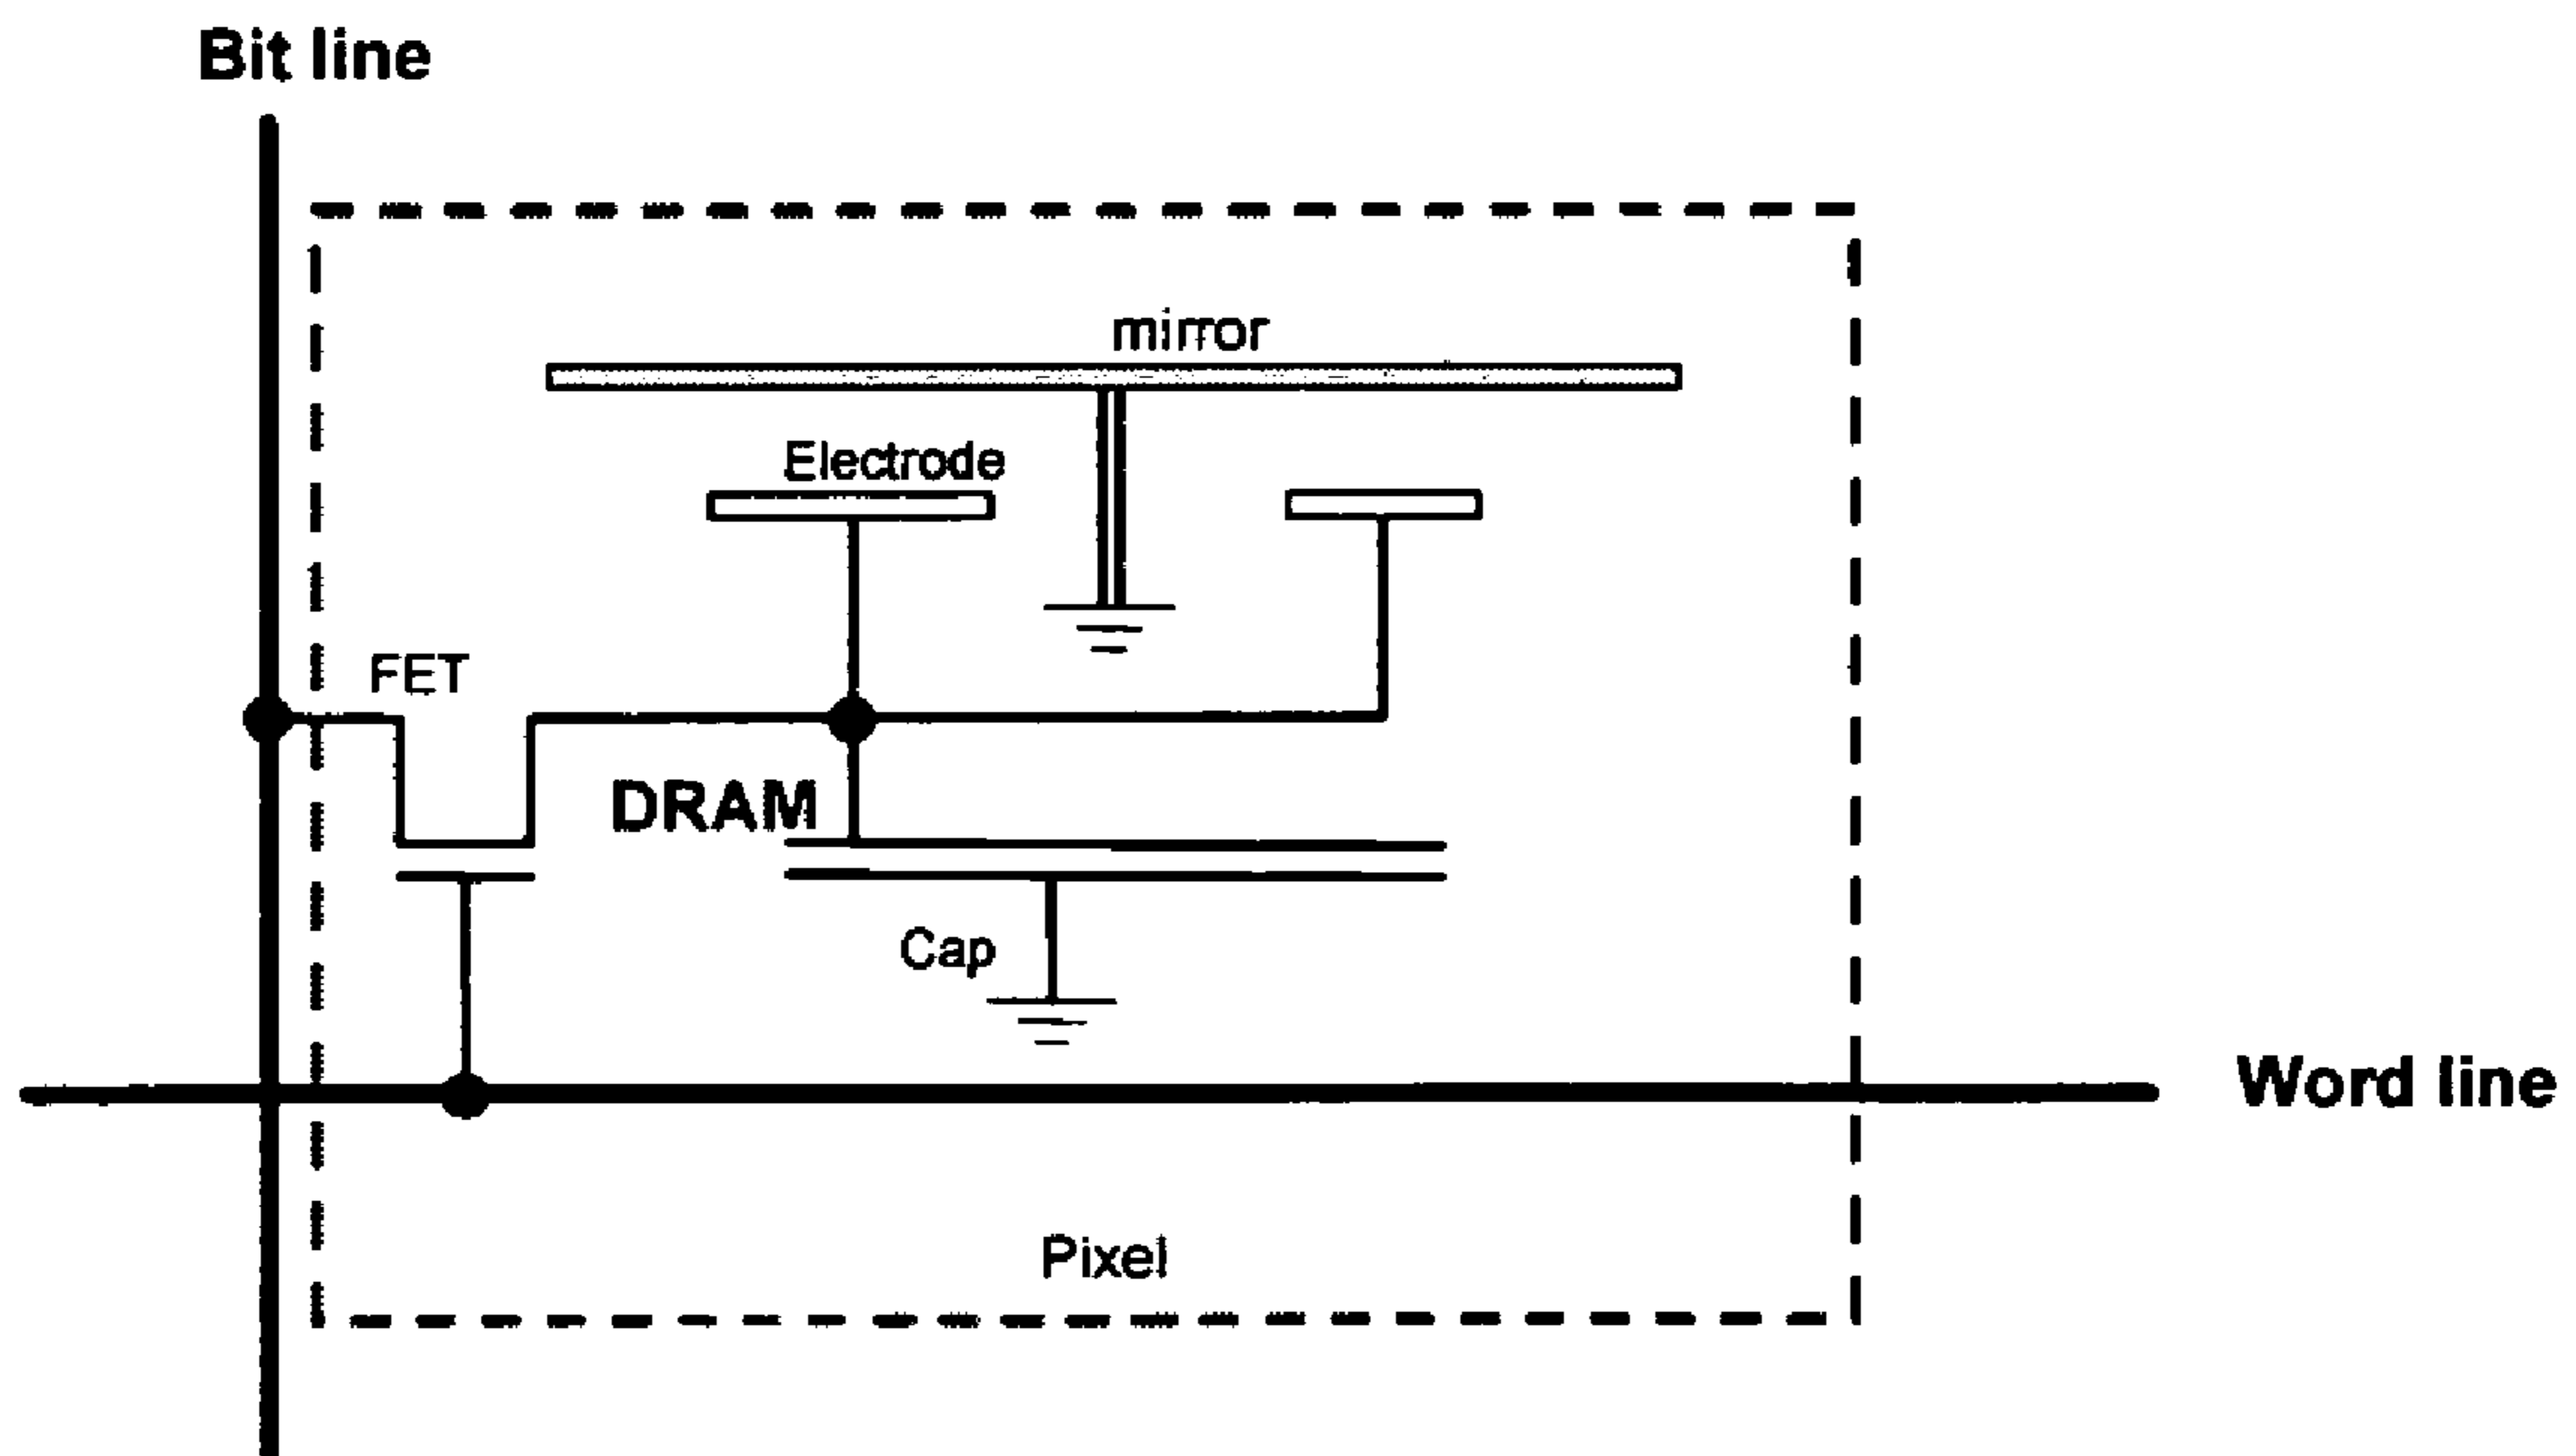 Bit line
mirror
Electrode
FET
DRAM
Cap
Word line
Pixel